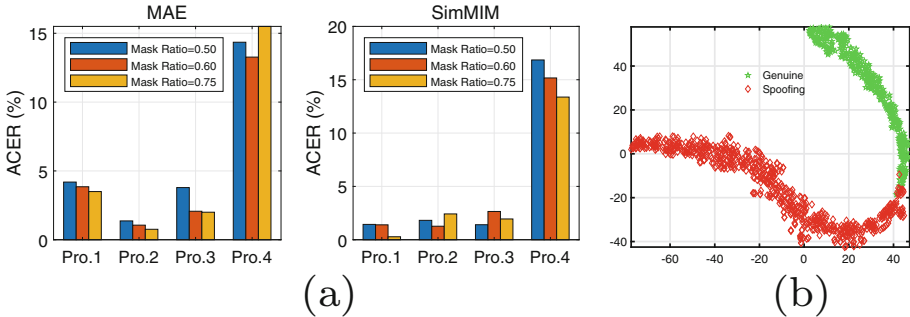 MAE
ACER (%)
15
10
5
0
Mask Ratio=0.50
Mask Ratio=0.60
Mask Ratio=0.75
Pro.1 Pro.2 Pro.3 Pro.4
SimMIM
ACER (%)
20
15
10
5
0
Mask Ratio=0.50
Mask Ratio=0.60
Mask Ratio=0.75
Pro.1 Pro.2 Pro.3 Pro.4
(a)
40
20
0
-20
-40
Genuine
Spoofing
-60 -40 -20 0 20 40
(b)